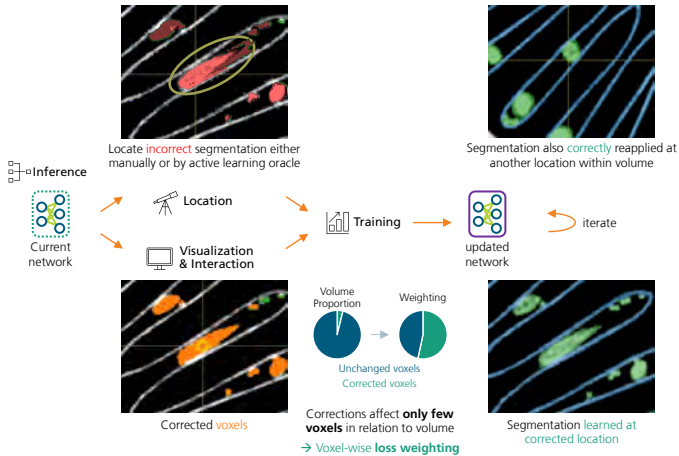 Locate incorrect segmentation either
manually or by active learning oracle
Segmentation also correctly reapplied at
another location within volume
Inference
Current
network
Location
Visualization
& Interaction
Training
updated
network
iterate
Volume
Proportion
Weighting
Unchanged voxels
Corrected voxels
Corrected voxels
Corrections affect only few
voxels in relation to volume
→ Voxel-wise loss weighting
Segmentation learned at
corrected location